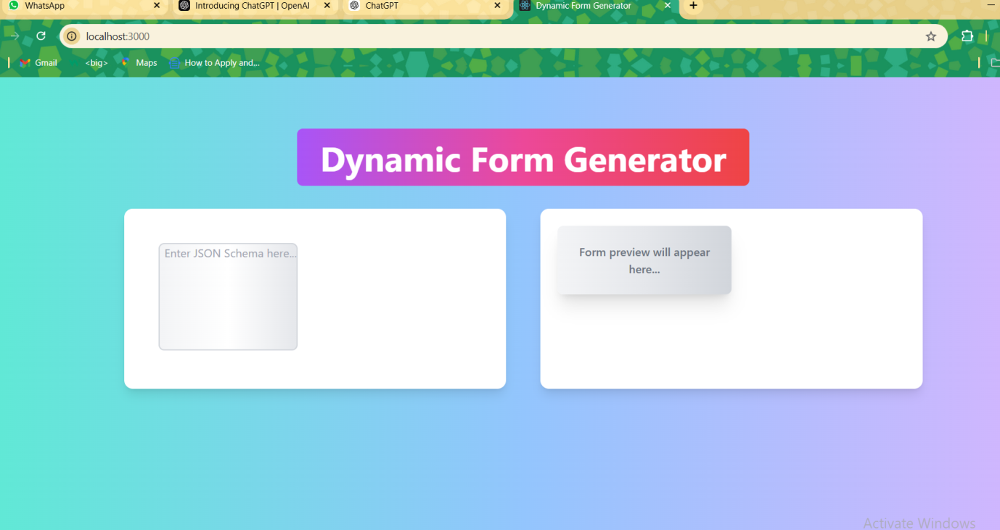 WhatsApp
Introducing ChatGPT | OpenAI
ChatGPT
Dynamic Form Generator
localhost:3000
Gmail
<big>
Maps
How to Apply and...
Dynamic Form Generator
Enter JSON Schema here...
Form preview will appear
here...
Activate Windows